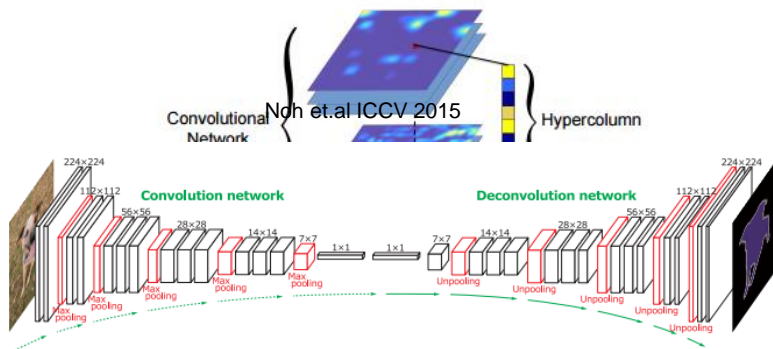 Noh et.al ICCV 2015
Convolutional
Network
Hypercolumn
224×224
112×112
56×56
28×28
14×14
7×7
1×1
1×1
7×7
14×14
28×28
56×56
112×112
224×224
Convolution network
Deconvolution network
Max
pooling
Max
pooling
Max
pooling
Max
pooling
Max
pooling
Unpooling
Unpooling
Unpooling
Unpooling
Unpooling